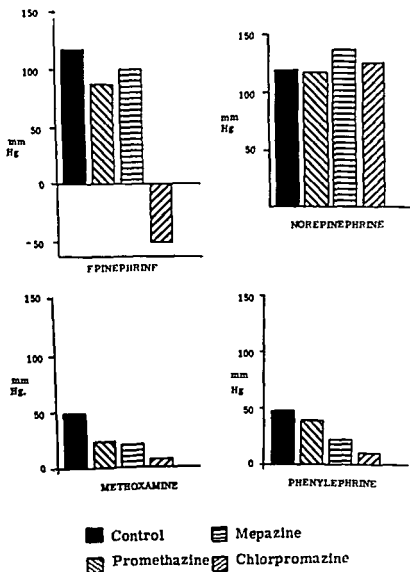 150
100
50
mm
Hg
0
-50
EPINEPHRINE
150
100
mm
Hg
50
NOREPINEPHRINE
150
100
mm
Hg.
50
0
METHOXAMINE
150
100
mm
Hg
50
0
PHENYLEPHRINE
Control
Mepazine
Promethazine
Chlorpromazine